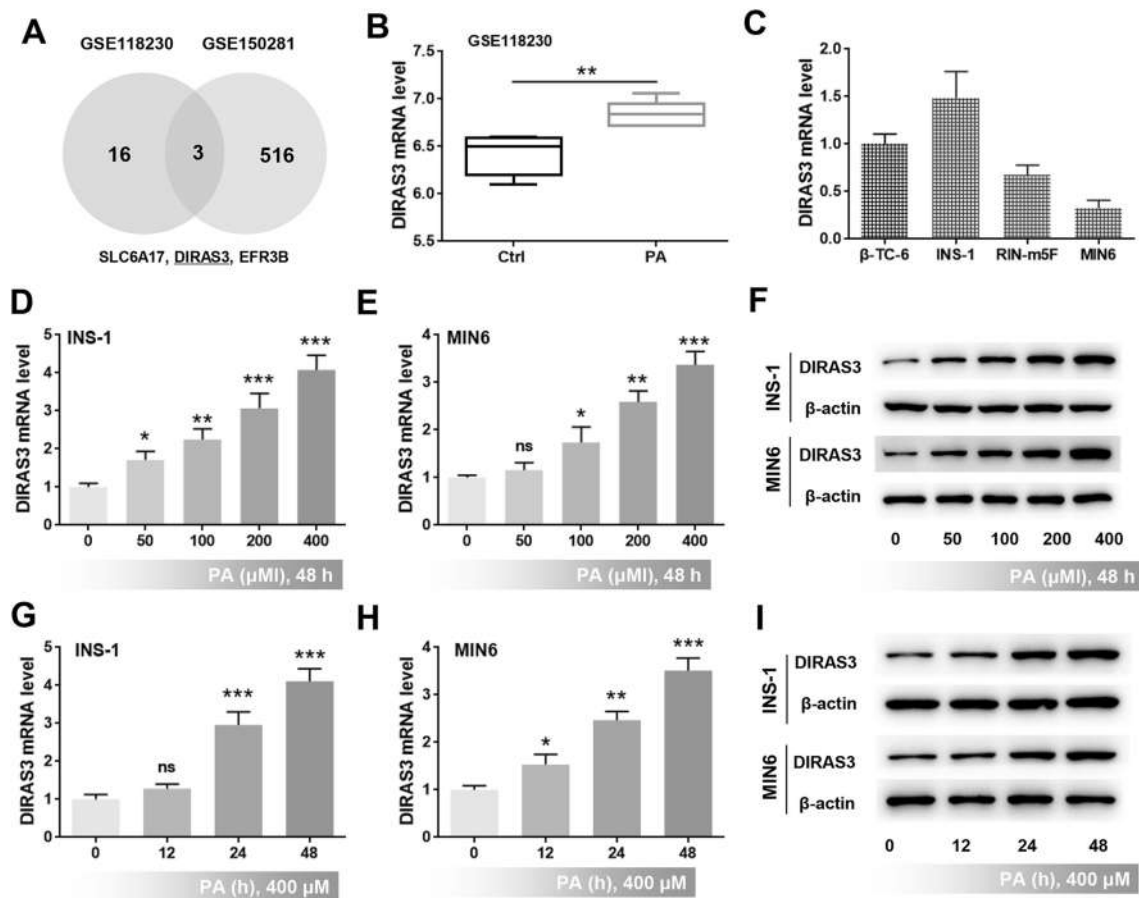 A
GSE118230 GSE150281
16 3 516
SLC6A17, DIRAS3, EFR3B
B
GSE118230
DIRAS3 mRNA level
7.5
7.0
6.5
6.0
5.5
**
Ctrl PA
C
DIRAS3 mRNA level
2.0
1.5
1.0
0.5
0.0
β-TC-6 INS-1 RIN-m5F MIN6
D
INS-1
DIRAS3 mRNA level
5
4
3
2
1
0
* ** *** ***
0 50 100 200 400
PA (μMl), 48 h
E
MIN6
DIRAS3 mRNA level
4
3
2
1
0
ns * ** ***
0 50 100 200 400
PA (μMl), 48 h
F
INS-1
DIRAS3
β-actin
MIN6
DIRAS3
β-actin
0 50 100 200 400
PA (μMl), 48 h
G
INS-1
DIRAS3 mRNA level
5
4
3
2
1
0
ns *** ***
0 12 24 48
PA (h), 400 μM
H
MIN6
DIRAS3 mRNA level
4
3
2
1
0
* ** ***
0 12 24 48
PA (h), 400 μM
I
INS-1
DIRAS3
β-actin
MIN6
DIRAS3
β-actin
0 12 24 48
PA (h), 400 μM